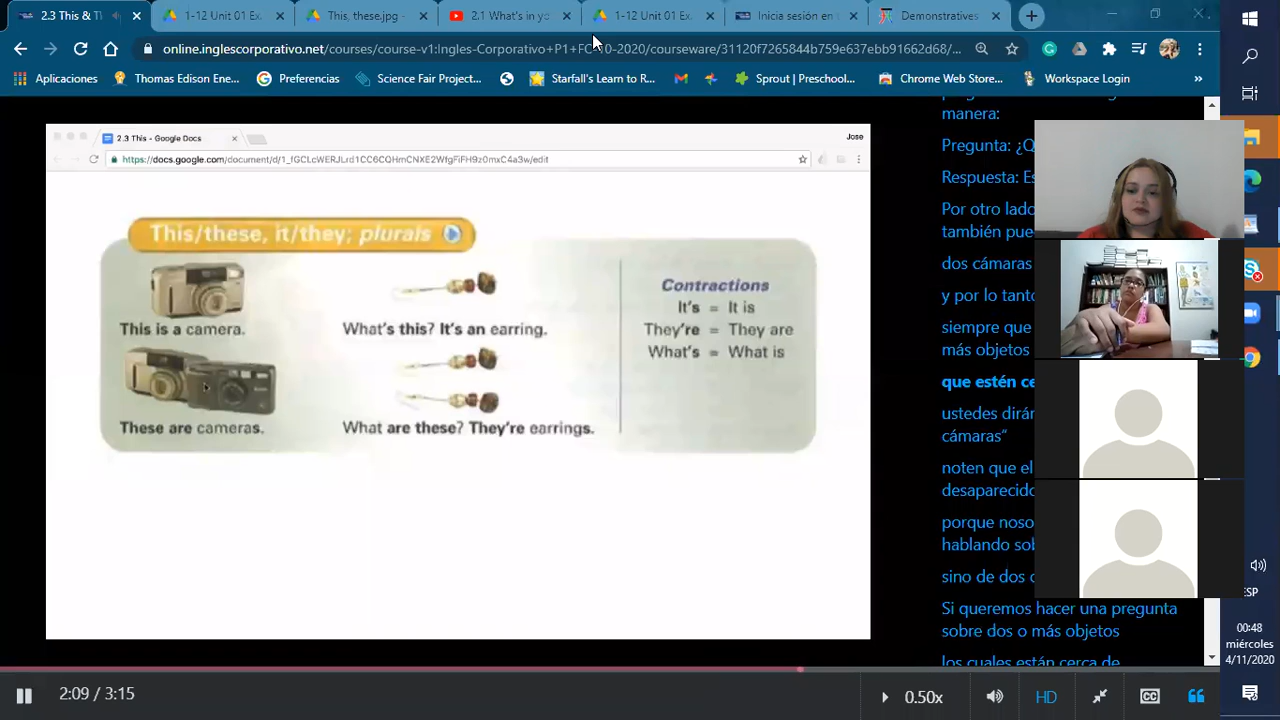 2.3 This & T
1-12 Unit 01 Ex.
This, these.jpg -
2.1 What's in yo
1-12 Unit 01 Ex.
Inicia sesión en
Demonstratives
online.inglescorporativo.net/courses/course-v1:Ingles-Corporativo+P1+FC-10-2020/courseware/31120f7265844b759e637ebb91662d68/...
Aplicaciones
Thomas Edison Ene...
Preferencias
Science Fair Project...
Starfall's Learn to R...
Sprout | Preschool...
Chrome Web Store...
Workspace Login
»
2.3 This - Google Docs
Jose
This/these, it/they; plurals
This is a camera.
What's this? It's an earring.
These are cameras.
What are these? They're earrings.
Contractions
It's = It is
They're = They are
What's = What is
manera:
Pregunta: ¿Q
Respuesta: Es
Por otro lado
también pue
dos cámaras
y por lo tanto
siempre que
más objetos
que estén ce
ustedes dirán
cámaras“
noten que el
desaparecido
porque noso
hablando sob
sino de dos o
Si queremos hacer una pregunta
sobre dos o más objetos
los cuales están cerca de
2:09 / 3:15
0.50x
HD
CC
ESP
00:48
miércoles
4/11/2020